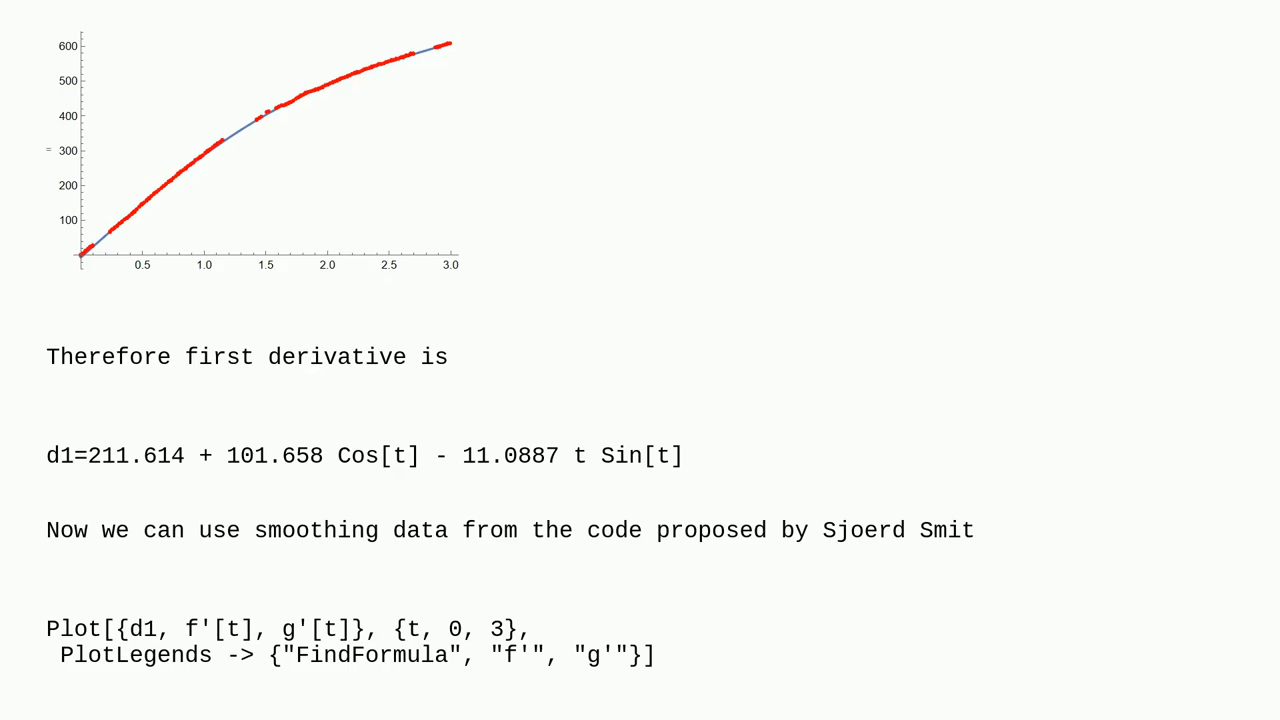 600
500
400
= 300
200
100
0.5 1.0 1.5 2.0 2.5 3.0
Therefore first derivative is
d1=211.614 + 101.658 Cos[t] - 11.0887 t Sin[t]
Now we can use smoothing data from the code proposed by Sjoerd Smit
Plot[{d1, f'[t], g'[t]}, {t, 0, 3},
PlotLegends -> {"FindFormula", "f'", "g'"}]